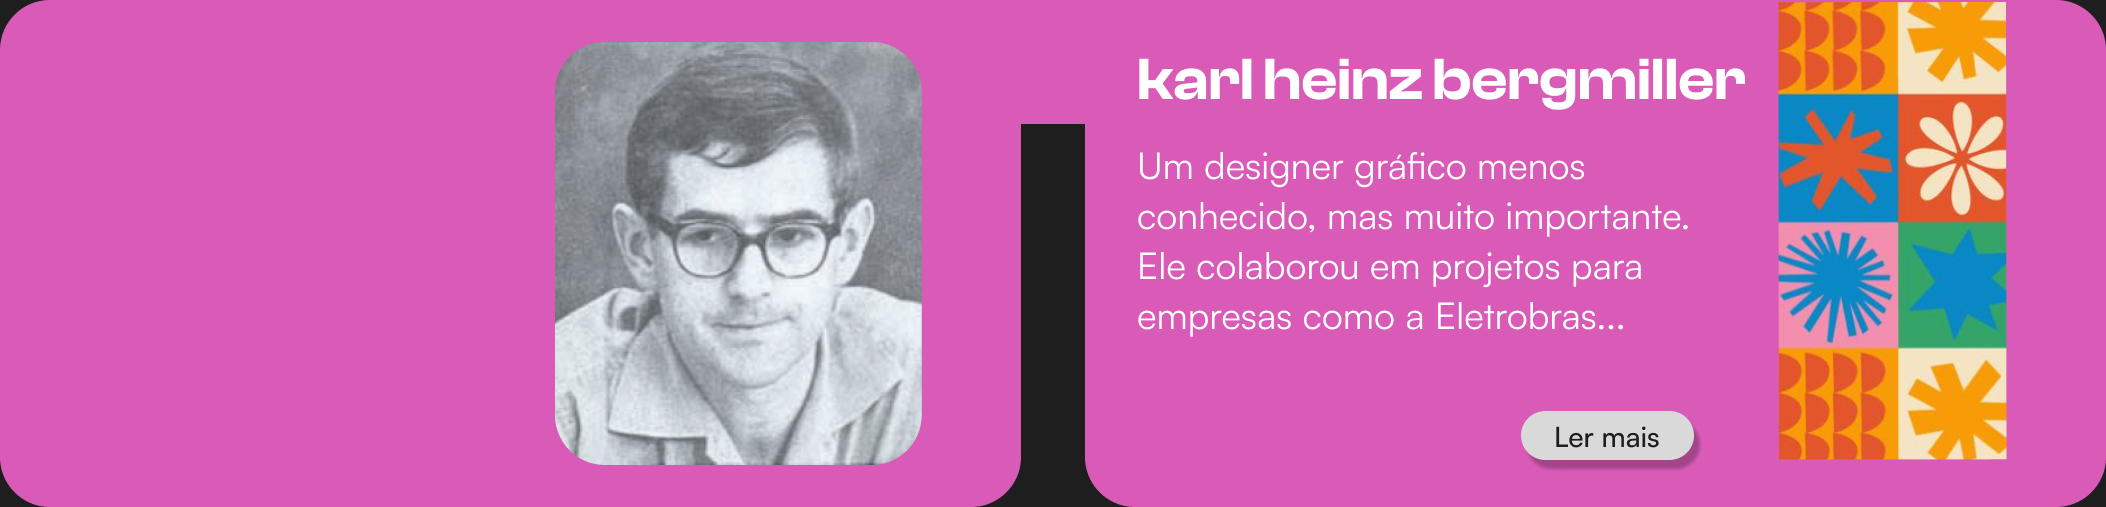 karl heinz bergmiller
Um designer gráfico menos
conhecido, mas muito importante.
Ele colaborou em projetos para
empresas como a Eletrobras...
Ler mais